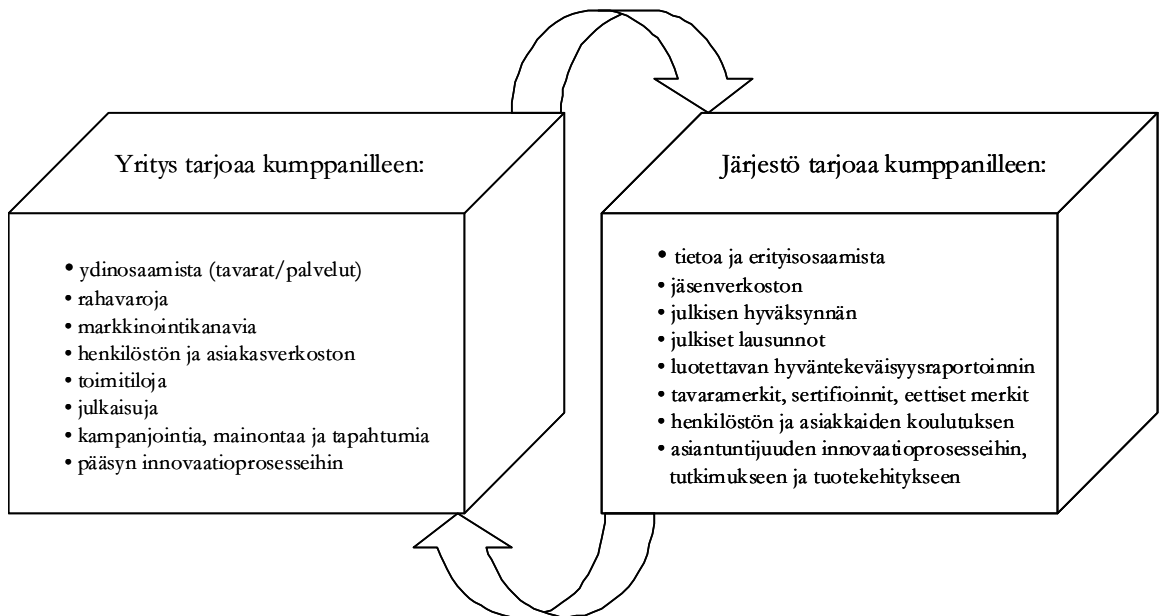 Yritys tarjoaa kumppanilleen:
• ydinosaamista (tavarat/palvelut)
• rahavaroja
• markkinointikanavia
• henkilöstön ja asiakasverkoston
• toimitiloja
• julkaisuja
• kampanjointia, mainontaa ja tapahtumia
• pääsyn innovaatioprosesseihin
Järjestö tarjoaa kumppanilleen:
• tietoa ja erityisosaamista
• jäsenverkoston
• julkisen hyväksynnän
• julkiset lausunnot
• luotettavan hyväntekeväisyysraportoinnin
• tavaramerkit, sertifioinnit, eettiset merkit
• henkilöstön ja asiakkaiden koulutuksen
• asiantuntijuuden innovaatioprosesseihin,
tutkimukseen ja tuotekehitykseen